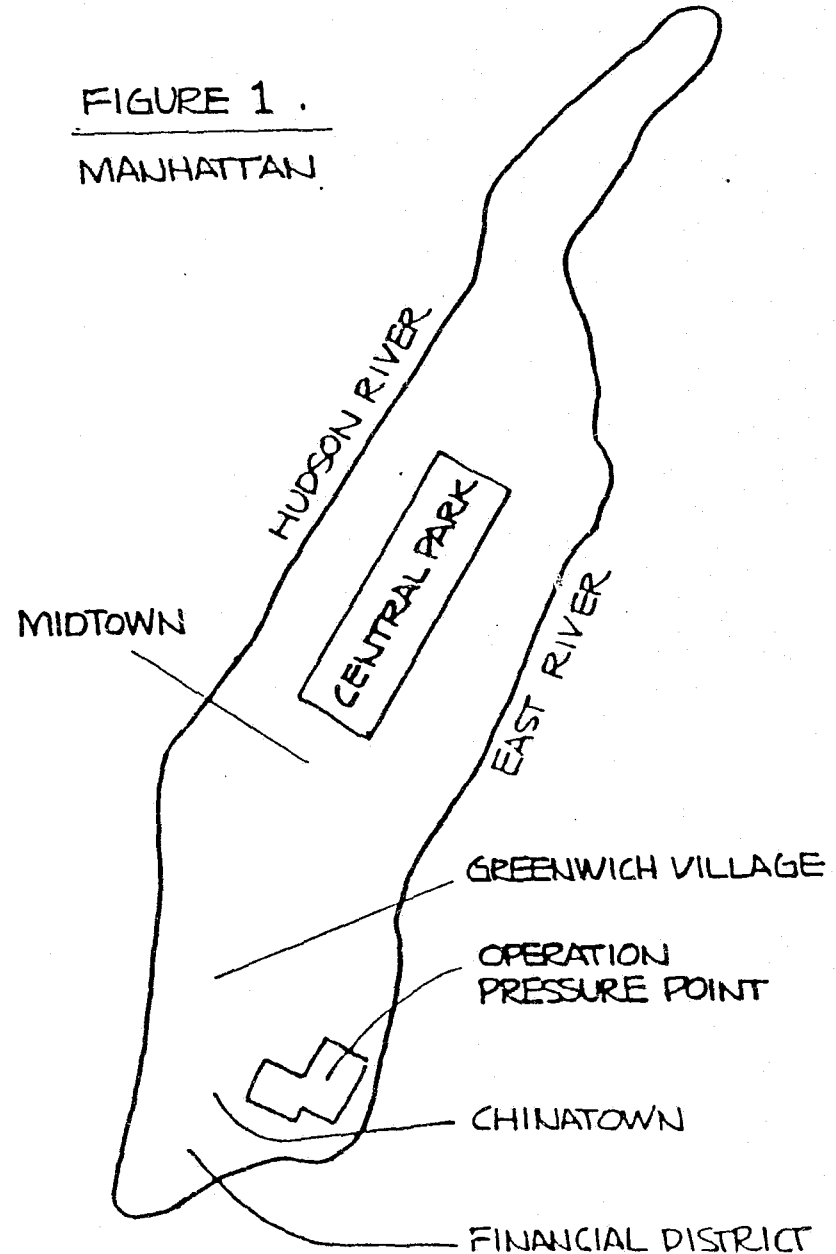 FIGURE 1.
MANHATTAN
HUDSON RIVER
CENTRAL PARK
MIDTOWN
EAST RIVER
GREENWICH VILLAGE
OPERATION
PRESSURE POINT
CHINATOWN
FINANCIAL DISTRICT